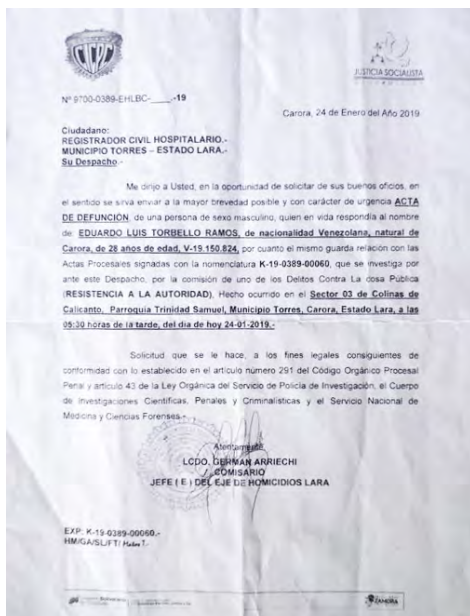 CICPC
JUSTICIA SOCIALISTA
Nº 9700-0389-EHLBC-____-19
Carora, 24 de Enero del Año 2019
Ciudadano:
REGISTRADOR CIVIL HOSPITALARIO.-
MUNICIPIO TORRES – ESTADO LARA.-
Su Despacho.-
Me dirijo a Usted, en la oportunidad de solicitar de sus buenos oficios, en
el sentido se sirva enviar a la mayor brevedad posible y con carácter de urgencia ACTA
DE DEFUNCIÓN, de una persona de sexo masculino, quien en vida respondía al nombre
de: EDUARDO LUIS TORBELLO RAMOS, de nacionalidad Venezolana, natural de
Carora, de 28 años de edad, V-19.150.824, por cuanto el mismo guarda relación con las
Actas Procesales signadas con la nomenclatura K-19-0389-00060, que se investiga por
ante este Despacho, por la comisión de uno de los Delitos Contra La cosa Pública
(RESISTENCIA A LA AUTORIDAD), Hecho ocurrido en el Sector 03 de Colinas de
Calicanto, Parroquia Trinidad Samuel, Municipio Torres, Carora, Estado Lara, a las
05:30 horas de la tarde, del día de hoy 24-01-2019.-
Solicitud que se le hace, a los fines legales consiguientes de
conformidad con lo establecido en el artículo número 291 del Código Orgánico Procesal
Penal y artículo 43 de la Ley Orgánica del Servicio de Policía de Investigación, el Cuerpo
de Investigaciones Científicas, Penales y Criminalísticas y el Servicio Nacional de
Medicina y Ciencias Forenses.-
Atentamente,
LCDO. GERMAN ARRIECHI
COMISARIO
JEFE ( E ) DEL EJE DE HOMICIDIOS LARA
EXP: K-19-0389-00060.-
HM/GA/SL/FT/
ZAMORA